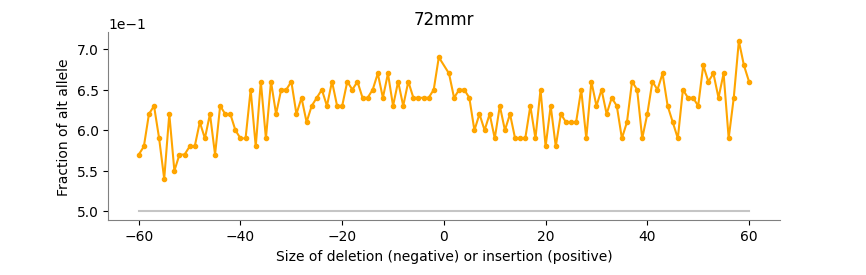 72mmr
1e−1
7.0
6.5
6.0
5.5
5.0
Fraction of alt allele
−60 −40 −20 0 20 40 60
Size of deletion (negative) or insertion (positive)